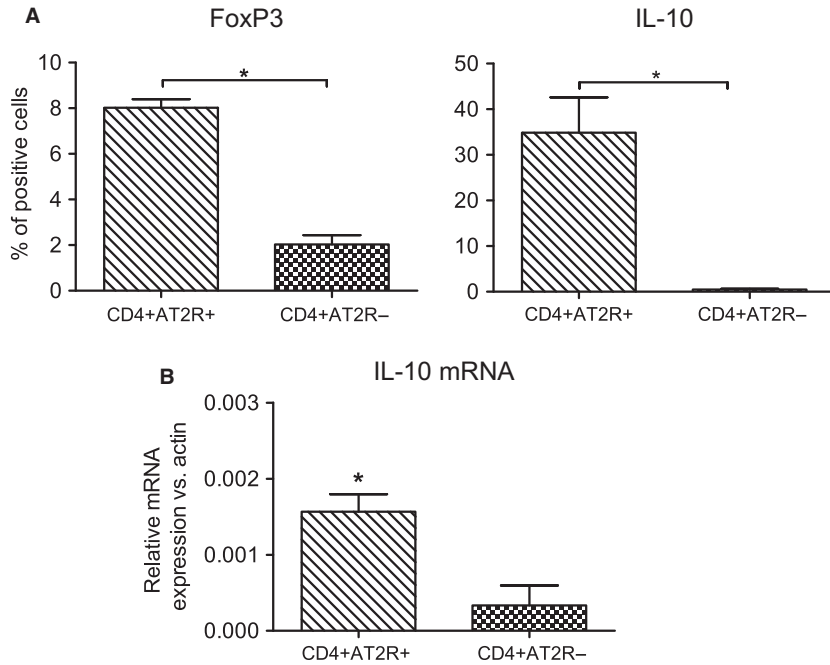 A
FoxP3
IL-10
% of positive cells
10
8
6
4
2
0
*
CD4+AT2R+
CD4+AT2R–
50
40
30
20
10
0
*
CD4+AT2R+
CD4+AT2R–
B
IL-10 mRNA
Relative mRNA
expression vs. actin
0.003
0.002
0.001
0.000
*
CD4+AT2R+
CD4+AT2R–